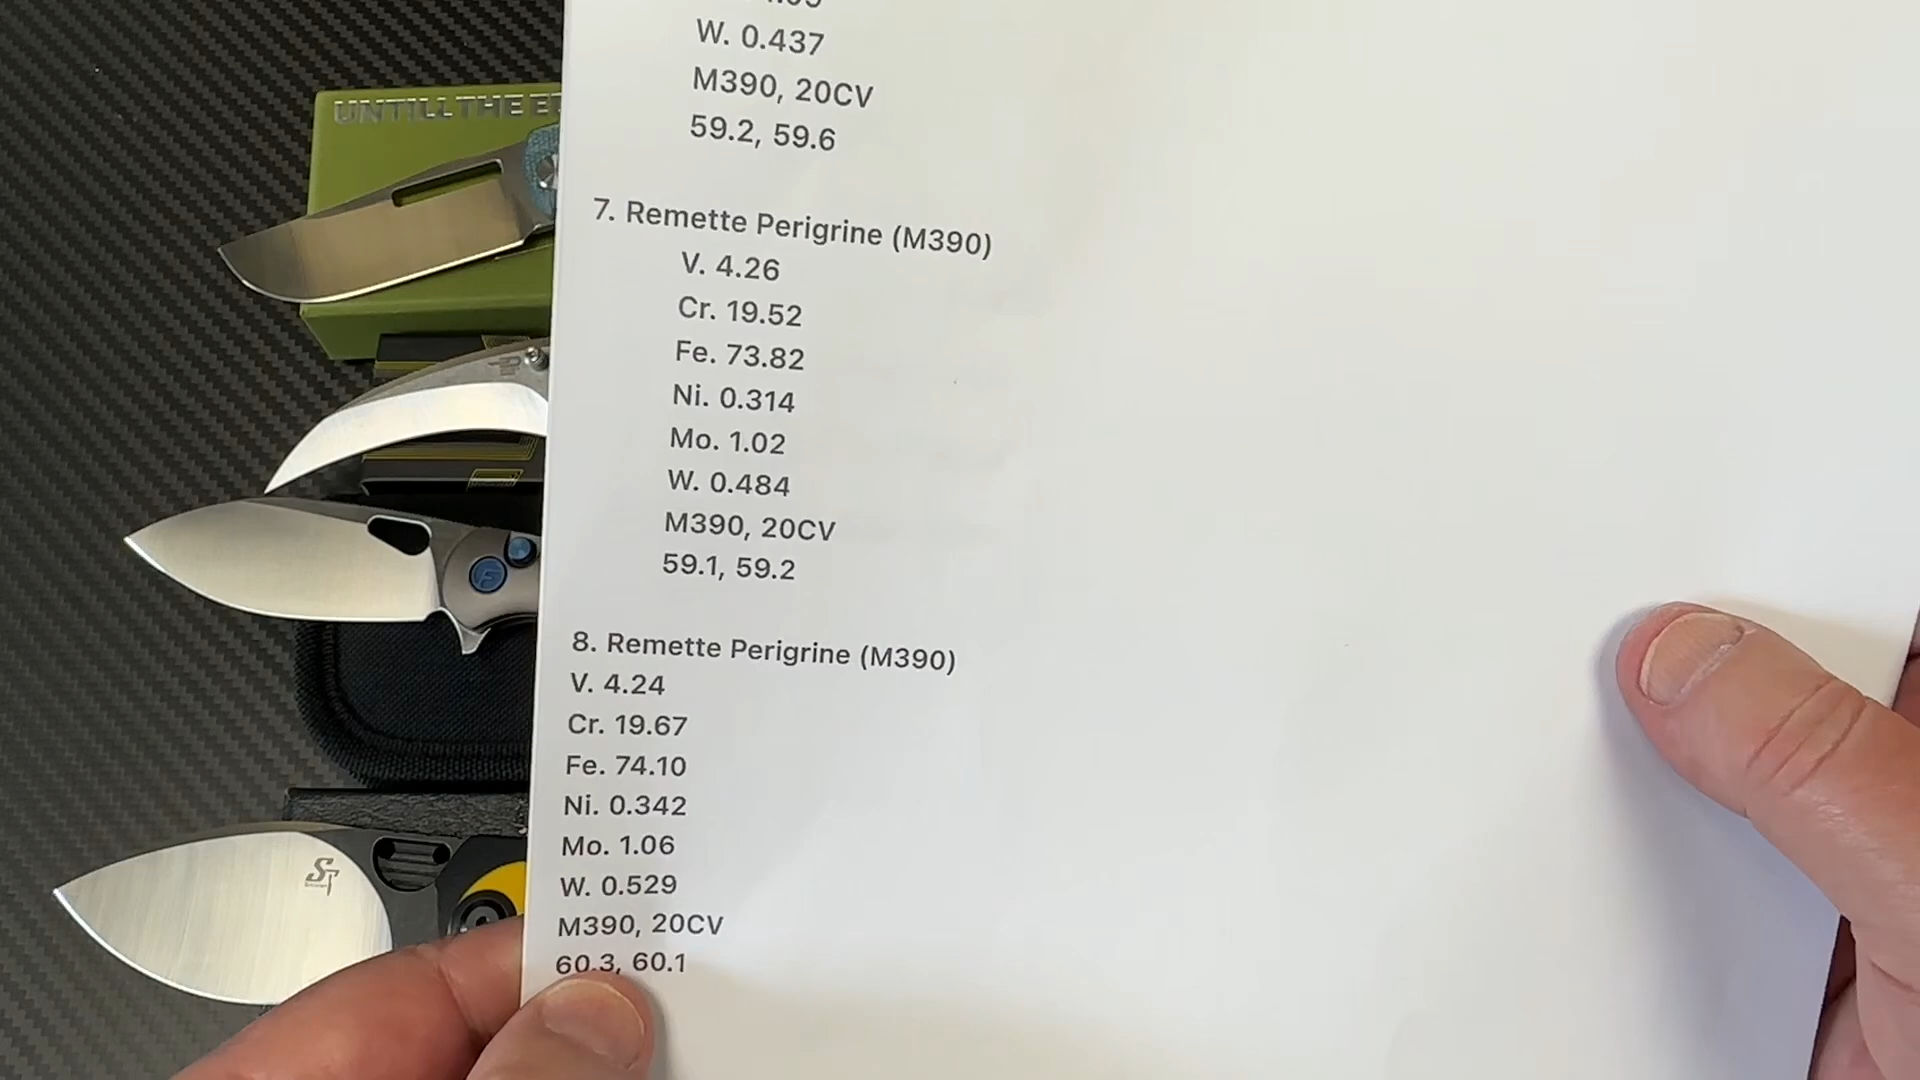 UNTILL THE E
W. 0.437
M390, 20CV
59.2, 59.6
7. Remette Perigrine (M390)
V. 4.26
Cr. 19.52
Fe. 73.82
Ni. 0.314
Mo. 1.02
W. 0.484
M390, 20CV
59.1, 59.2
8. Remette Perigrine (M390)
V. 4.24
Cr. 19.67
Fe. 74.10
Ni. 0.342
Mo. 1.06
W. 0.529
M390, 20CV
60.3, 60.1
ST